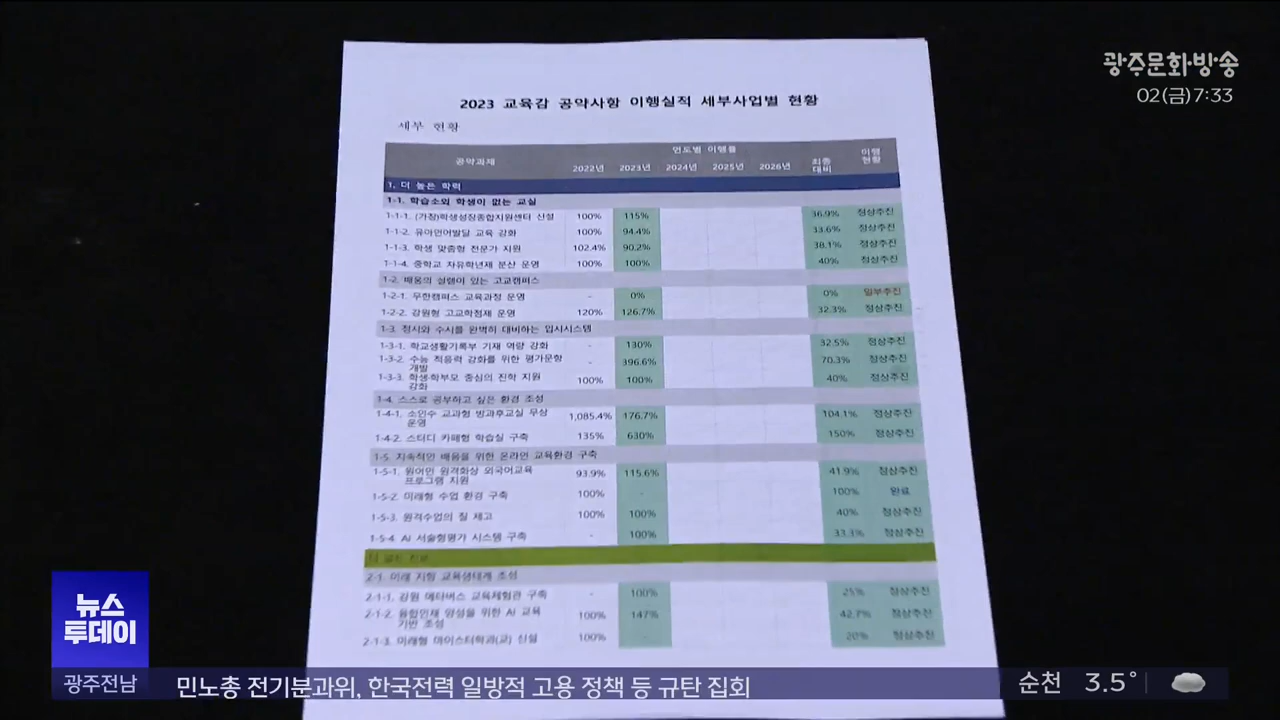 광주문화방송
02(금)7:33
2023 교육감 공약사항 이행실적 세부사업별 현황
세부 현황
공약과제 연도별 이행률 최종대비 이행현황
2022년 2023년 2024년 2025년 2026년
1. 더 높은 학력
1-1. 학습소외 학생이 없는 교실
1-1-1. (가장)학생성장종합지원센터 신설 100% 115% 36.9% 정상추진
1-1-2. 유아언어발달 교육 강화 100% 94.4% 33.6% 정상추진
1-1-3. 학생 맞춤형 전문가 지원 102.4% 90.2% 38.1% 정상추진
1-1-4. 중학교 자유학년제 분산 운영 100% 100% 40% 정상추진
1-2. 배움의 설렘이 있는 고교캠퍼스
1-2-1. 무한캠퍼스 교육과정 운영 - 0% 0% 일부추진
1-2-2. 강원형 고교학점제 운영 120% 126.7% 32.3% 정상추진
1-3. 정시와 수시를 완벽히 대비하는 입시시스템
1-3-1. 학교생활기록부 기재 역량 강화 - 130% 32.5% 정상추진
1-3-2. 수능 적응력 강화를 위한 평가문항 개발 - 396.6% 70.3% 정상추진
1-3-3. 학생·학부모 중심의 진학 지원 강화 100% 100% 40% 정상추진
1-4. 스스로 공부하고 싶은 환경 조성
1-4-1. 소인수 교과형 방과후교실 무상 운영 1,085.4% 176.7% 104.1% 정상추진
1-4-2. 스터디 카페형 학습실 구축 135% 630% 150% 정상추진
1-5. 지속적인 배움을 위한 온라인 교육환경 구축
1-5-1. 원어민 원격화상 외국어교육 프로그램 지원 93.9% 115.6% 41.9% 정상추진
1-5-2. 미래형 수업 환경 구축 100% - 100% 완료
1-5-3. 원격수업의 질 제고 100% 100% 40% 정상추진
1-5-4. AI 서술형평가 시스템 구축 - 100% 33.3% 정상추진
2-1. 미래 지향 교육생태계 조성
2-1-1. 강원 메타버스 교육체험관 구축 - 100% 25% 정상추진
2-1-2. 융합인재 양성을 위한 AI 교육 기반 조성 100% 147% 42.7% 정상추진
2-1-3. 미래형 마이스터학과(교) 신설 100% - 20% 정상추진
뉴스
투데이
광주전남 민노총 전기분과위, 한국전력 일방적 고용 정책 등 규탄 집회 순천 3.5°